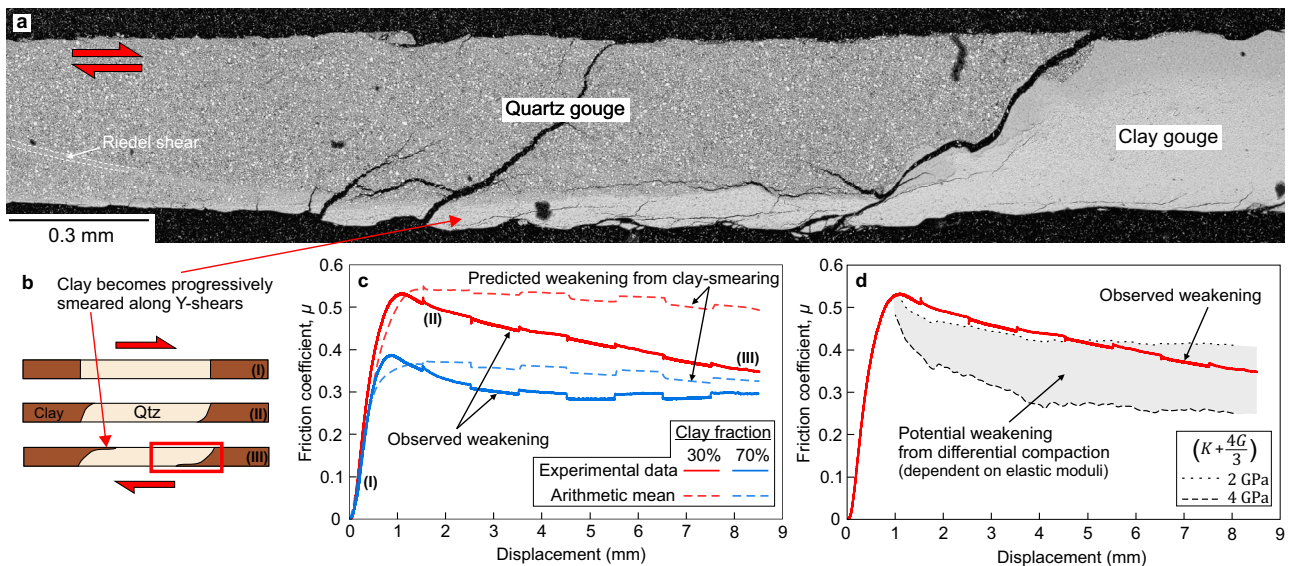 a
Quartz gouge
Clay gouge
Riedel shear
0.3 mm
b
Clay becomes progressively
smeared along Y-shears
(I)
Clay
Qtz
(II)
(III)
c
0.6
0.5
0.4
0.3
0.2
0.1
0
Friction coefficient, μ
Predicted weakening from clay-smearing
(II)
(III)
Observed weakening
(I)
Clay fraction
30%
70%
Experimental data
Arithmetic mean
0 1 2 3 4 5 6 7 8 9
Displacement (mm)
d
0.6
0.5
0.4
0.3
0.2
0.1
0
Friction coefficient, μ
Observed weakening
Potential weakening
from differential compaction
(dependent on elastic moduli)
(K + 4G/3)
2 GPa
4 GPa
0 1 2 3 4 5 6 7 8 9
Displacement (mm)